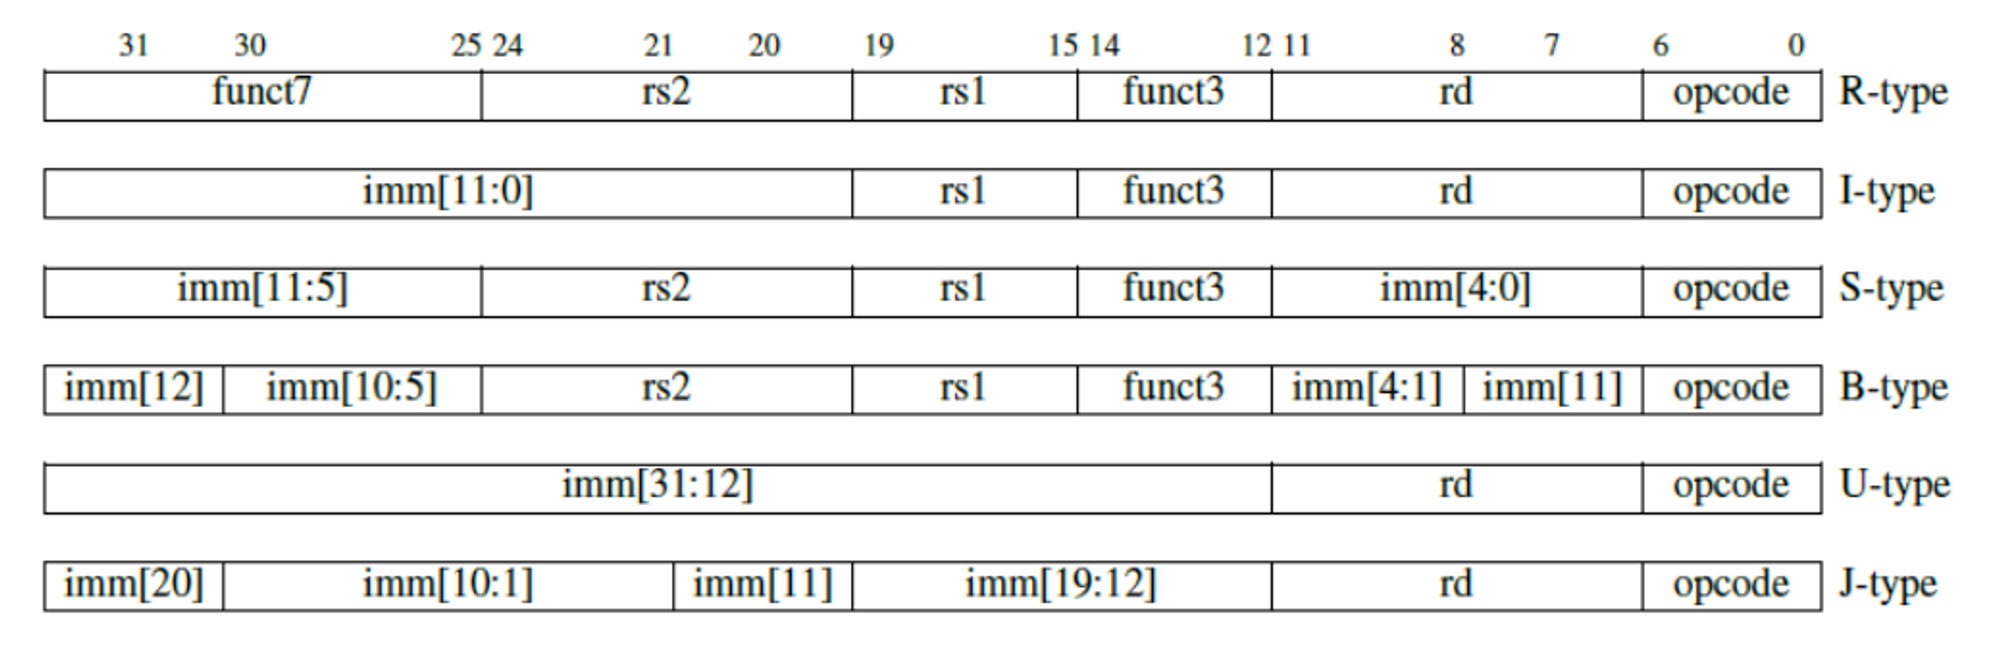 31 30 25 24 21 20 19 15 14 12 11 8 7 6 0
funct7 rs2 rs1 funct3 rd opcode R-type
imm[11:0] rs1 funct3 rd opcode I-type
imm[11:5] rs2 rs1 funct3 imm[4:0] opcode S-type
imm[12] imm[10:5] rs2 rs1 funct3 imm[4:1] imm[11] opcode B-type
imm[31:12] rd opcode U-type
imm[20] imm[10:1] imm[11] imm[19:12] rd opcode J-type